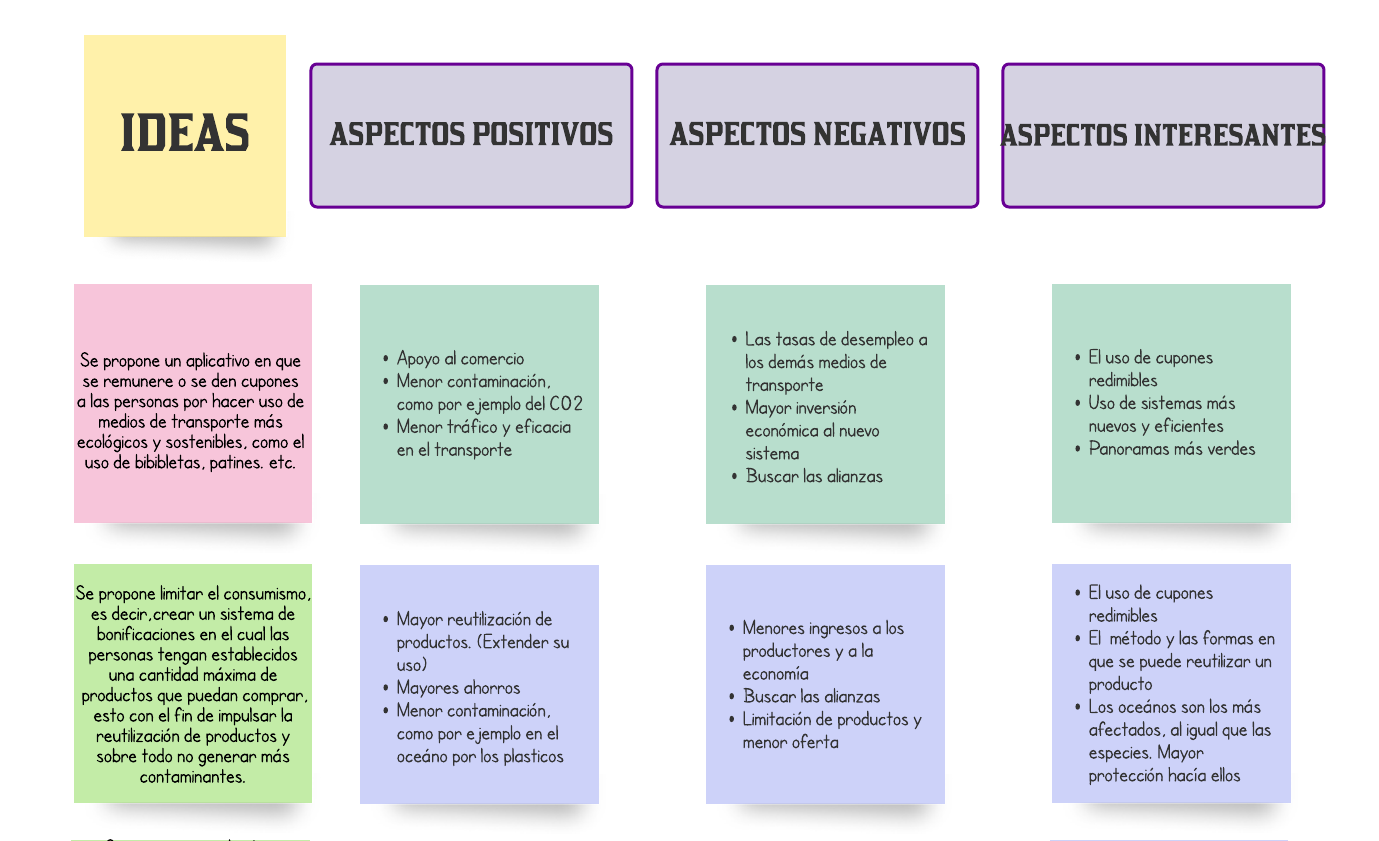 IDEAS
ASPECTOS POSITIVOS
ASPECTOS NEGATIVOS
ASPECTOS INTERESANTES
Se propone un aplicativo en que
se remunere o se den cupones
a las personas por hacer uso de
medios de transporte más
ecológicos y sostenibles, como el
uso de bibibletas, patines. etc.
• Apoyo al comercio
• Menor contaminación,
como por ejemplo del CO2
• Menor tráfico y eficacia
en el transporte
• Las tasas de desempleo a
los demás medios de
transporte
• Mayor inversión
económica al nuevo
sistema
• Buscar las alianzas
• El uso de cupones
redimibles
• Uso de sistemas más
nuevos y eficientes
• Panoramas más verdes
Se propone limitar el consumismo,
es decir,crear un sistema de
bonificaciones en el cual las
personas tengan establecidos
una cantidad máxima de
productos que puedan comprar,
esto con el fin de impulsar la
reutilización de productos y
sobre todo no generar más
contaminantes.
• Mayor reutilización de
productos. (Extender su
uso)
• Mayores ahorros
• Menor contaminación,
como por ejemplo en el
océano por los plasticos
• Menores ingresos a los
productores y a la
economía
• Buscar las alianzas
• Limitación de productos y
menor oferta
• El uso de cupones
redimibles
• El método y las formas en
que se puede reutilizar un
producto
• Los oceános son los más
afectados, al igual que las
especies. Mayor
protección hacía ellos